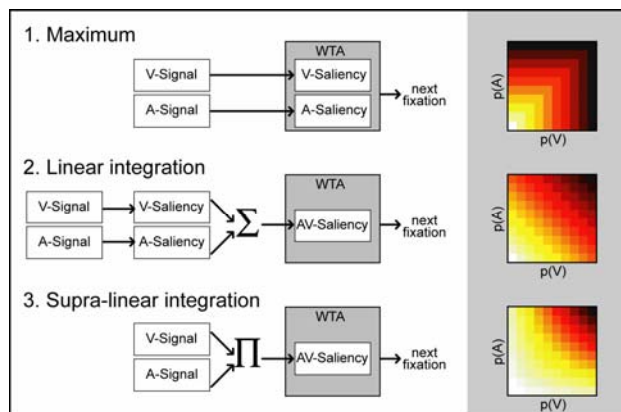 1. Maximum
WTA
V-Signal
V-Saliency
A-Signal
A-Saliency
next
fixation
p(A)
p(V)
2. Linear integration
WTA
V-Signal
V-Saliency
Σ
AV-Saliency
A-Signal
A-Saliency
next
fixation
p(A)
p(V)
3. Supra-linear integration
WTA
V-Signal
Π
AV-Saliency
A-Signal
next
fixation
p(A)
p(V)